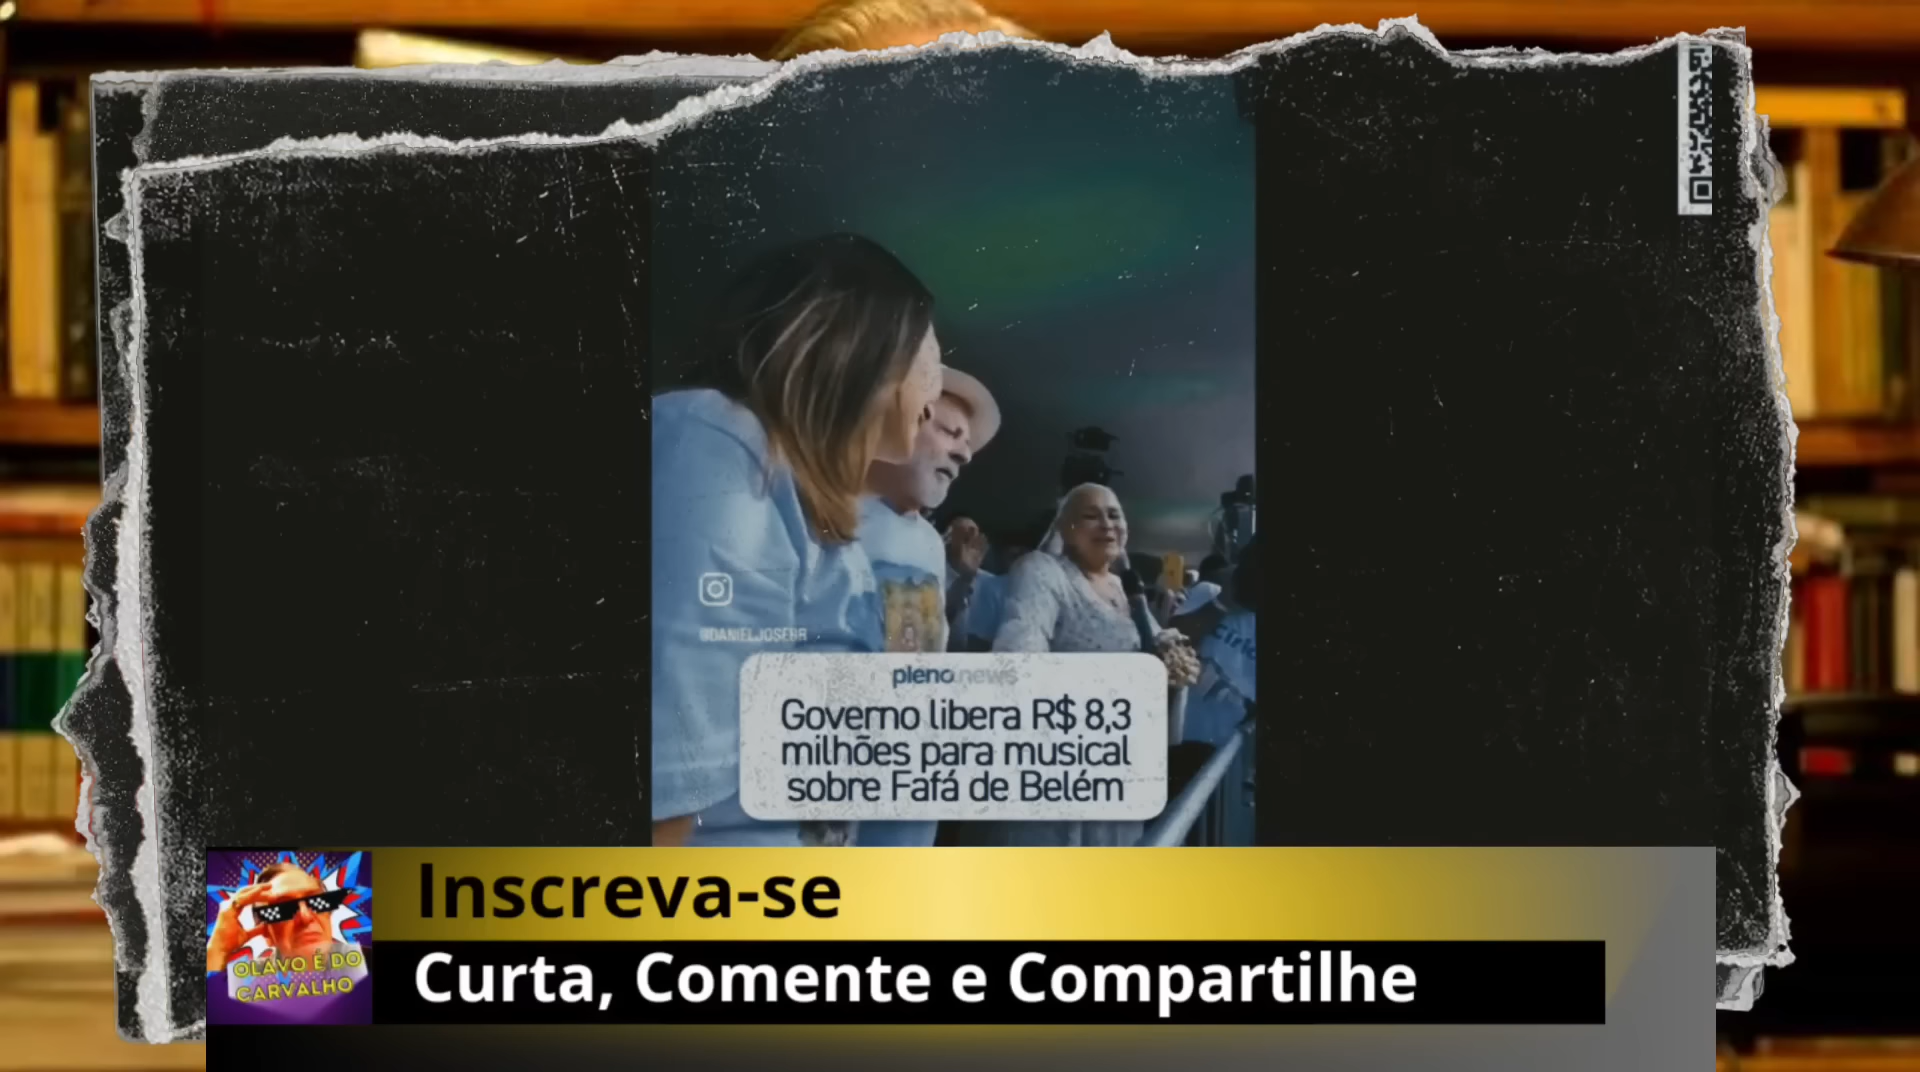 @DANIELJOSEBR
pleno.news
Governo libera R$ 8,3
milhões para musical
sobre Fafá de Belém
Inscreva-se
Curta, Comente e Compartilhe
OLAVO É DO
CARVALHO